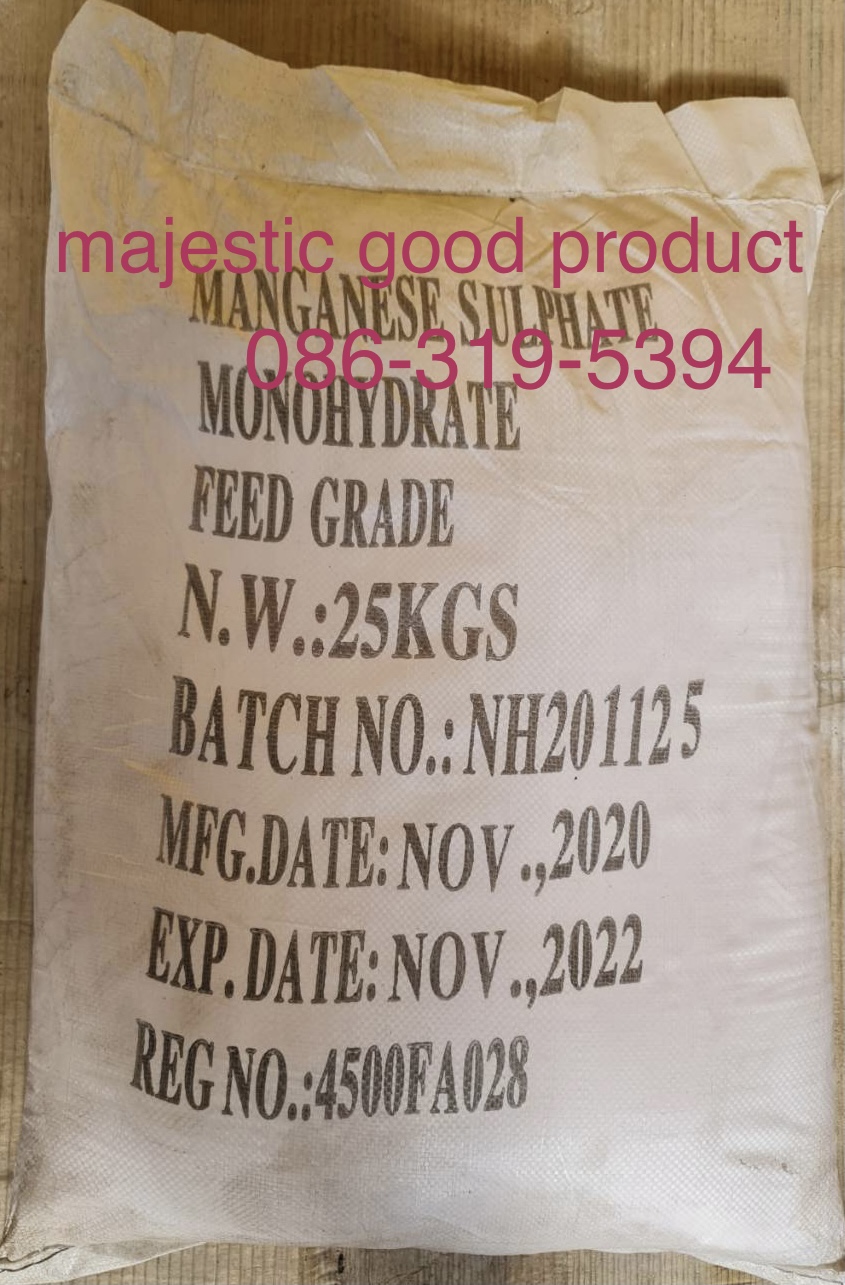 majestic good product
MANGANESE SULPHATE
086-319-5394
MONOHYDRATE
FEED GRADE
N.W.:25KGS
BATCH NO.: NH201125
MFG.DATE: NOV.,2020
EXP.DATE: NOV.,2022
REG NO.:4500FA028